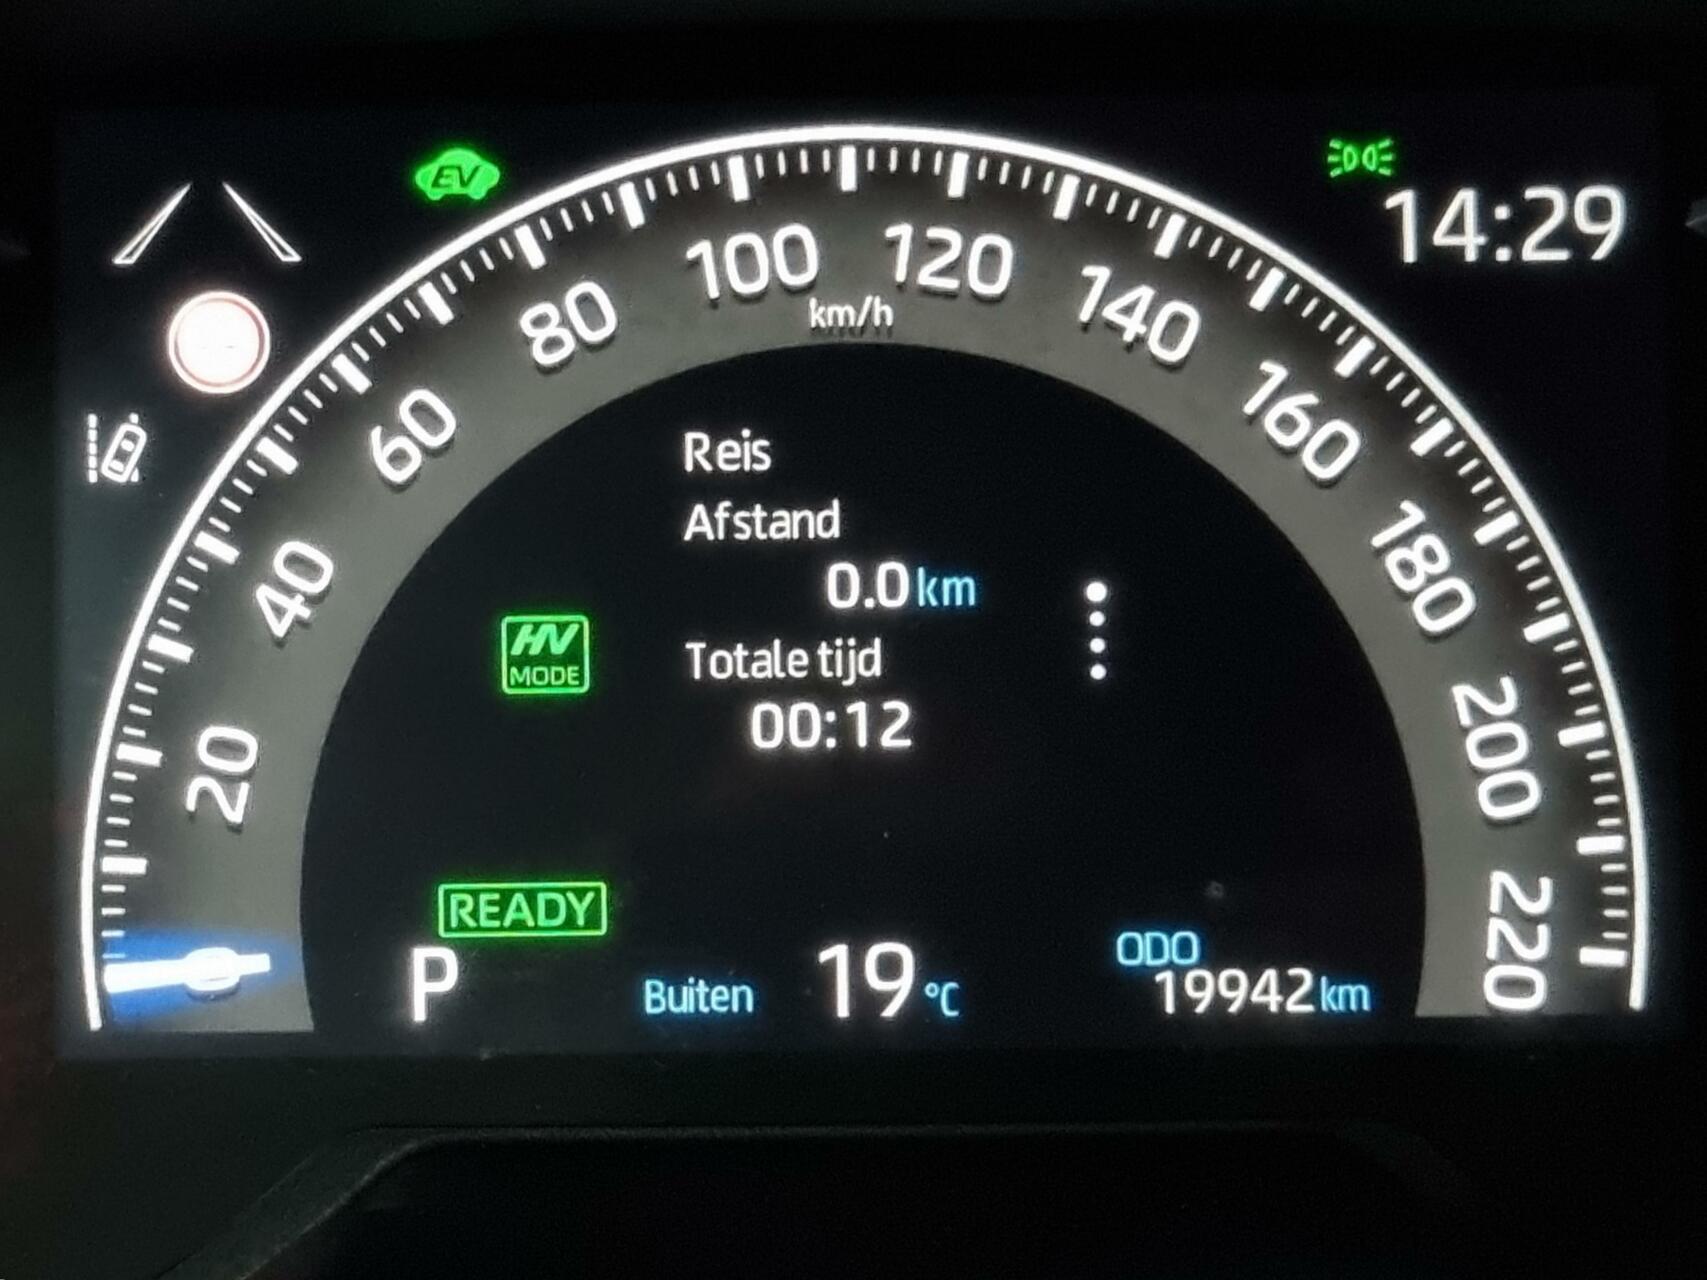 EV
14:29
20
40
60
80
100
120
140
160
180
200
220
km/h
Reis
Afstand
0.0 km
HV
MODE
Totale tijd
00:12
READY
P
Buiten 19 °C
ODO
19942 km